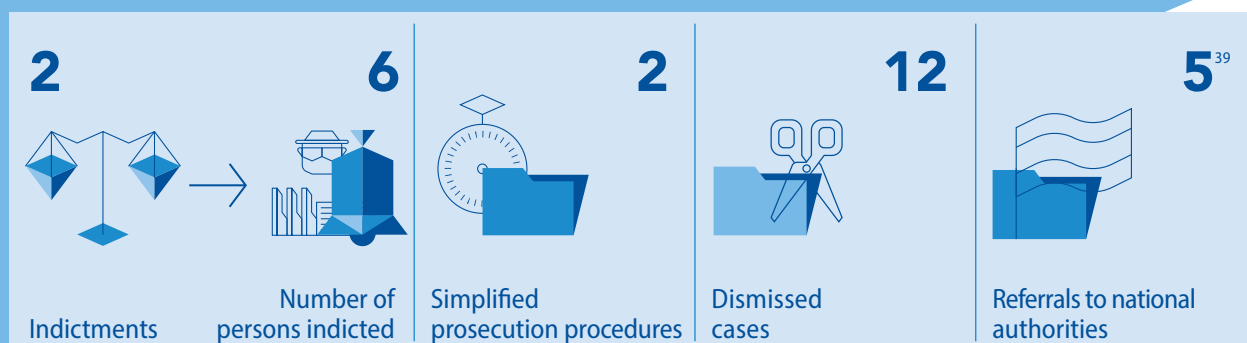 2
Indictments
6
Number of
persons indicted
2
Simplified
prosecution procedures
12
Dismissed
cases
5 39
Referrals to national
authorities